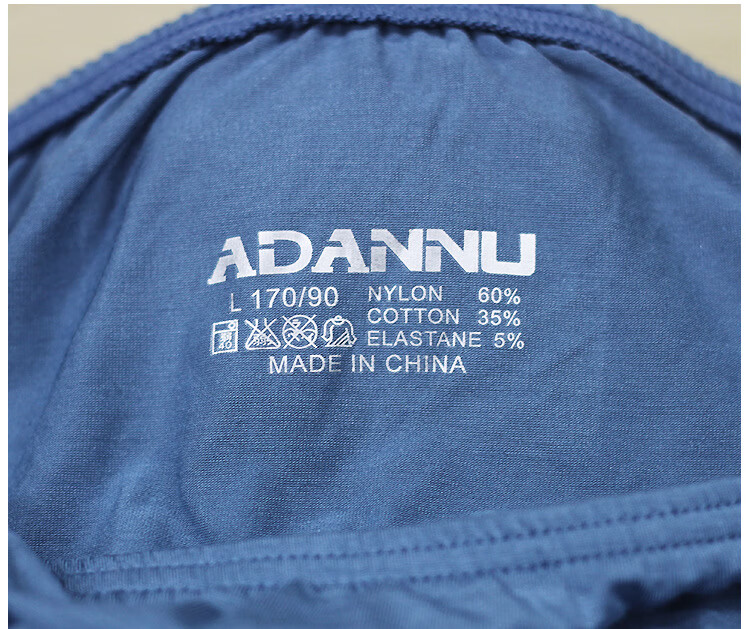 ADANNU
L 170/90
NYLON 60%
COTTON 35%
ELASTANE 5%
MADE IN CHINA